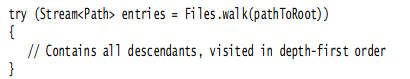 try (Stream<Path> entries = Files.walk(pathToRoot))
{
   // Contains all descendants, visited in depth-first order
}